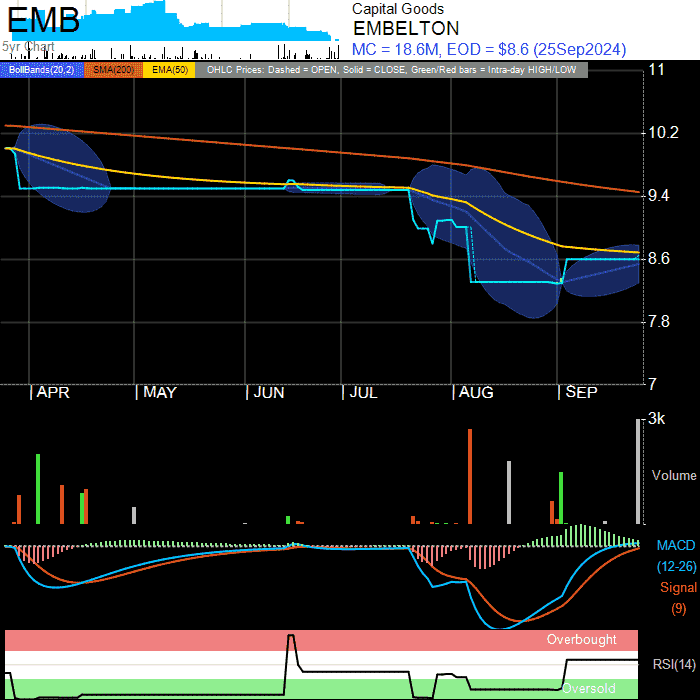 EMB
Capital Goods
EMBELTON
5yr Chart
MC = 18.6M, EOD = $8.6 (25Sep2024)
BollBands(20,2) SMA(200) EMA(50) OHLC Prices: Dashed = OPEN, Solid = CLOSE, Green/Red bars = Intra-day HIGH/LOW
11
10.2
9.4
8.6
7.8
7
APR MAY JUN JUL AUG SEP
3k
Volume
MACD
(12-26)
Signal
(9)
Overbought
RSI(14)
Oversold